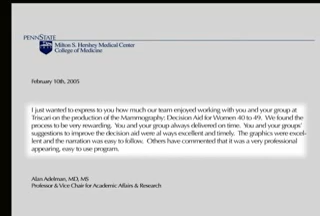 PENNSTATE
Milton S. Hershey Medical Center
College of Medicine
February 10th, 2005
I just wanted to express to you how much our team enjoyed working with you and your group at
Triscari on the production of the Mammography: Decision Aid for Women 40 to 49. We found the
process to be very rewarding. You and your group always delivered on time. You and your groups'
suggestions to improve the decision aid were al ways excellent and timely. The graphics were excel-
lent and the narration was easy to follow. Others have commented that it was a very professional
appearing, easy to use program.
Alan Adelman, MD, MS
Professor & Vice Chair for Academic Affairs & Research